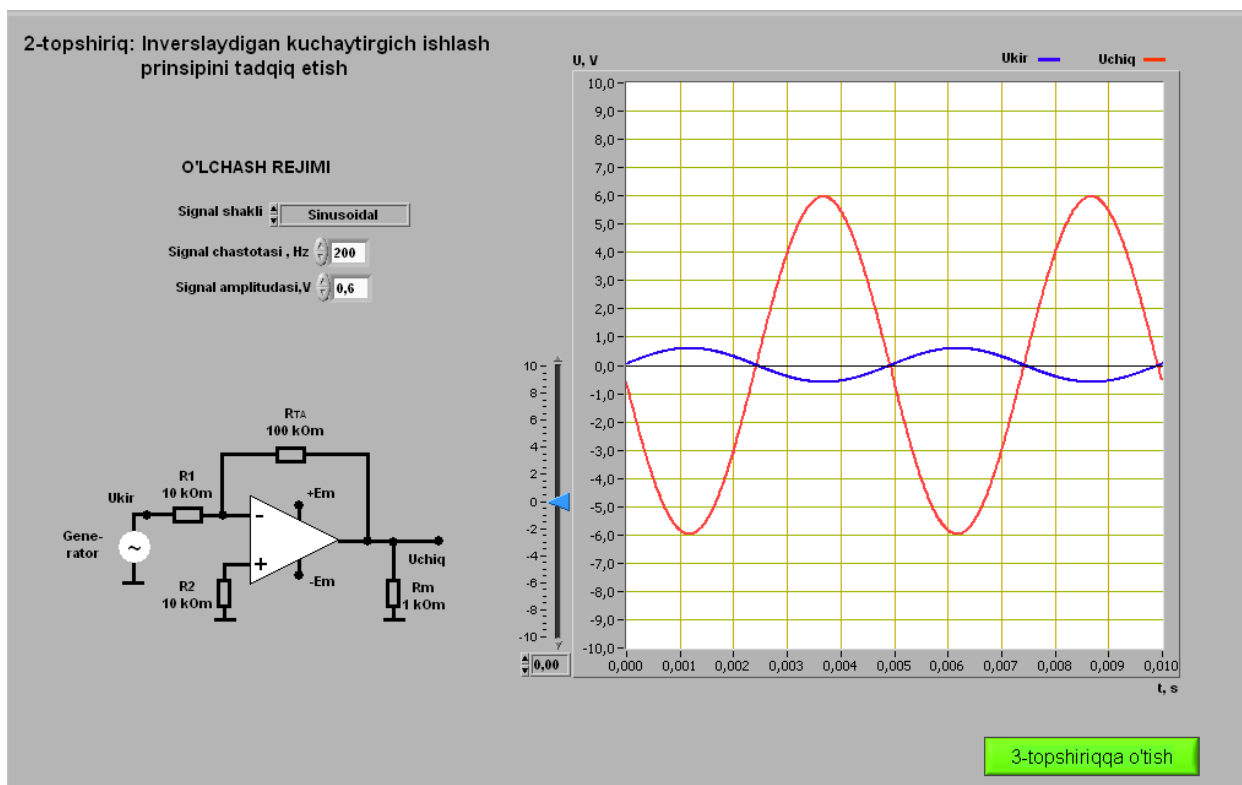 2-topshiriq: Inverslaydigan kuchaytirgich ishlash
prinsipini tadqiq etish
O'LCHASH REJIMI
Signal shakli Sinusoidal
Signal chastotasi , Hz 200
Signal amplitudasi,V 0,6
RTA
100 kOm
R1
10 kOm
Ukir
+Em
-
Gene-
rator
~
+
Uchiq
-Em
R2
10 kOm
Rm
1 kOm
10
8
6
4
2
0
-2
-4
-6
-8
-10
0,00
U, V
Ukir Uchiq
10,0
9,0
8,0
7,0
6,0
5,0
4,0
3,0
2,0
1,0
0,0
-1,0
-2,0
-3,0
-4,0
-5,0
-6,0
-7,0
-8,0
-9,0
-10,0
0,000 0,001 0,002 0,003 0,004 0,005 0,006 0,007 0,008 0,009 0,010
t, s
3-topshiriqqa o'tish